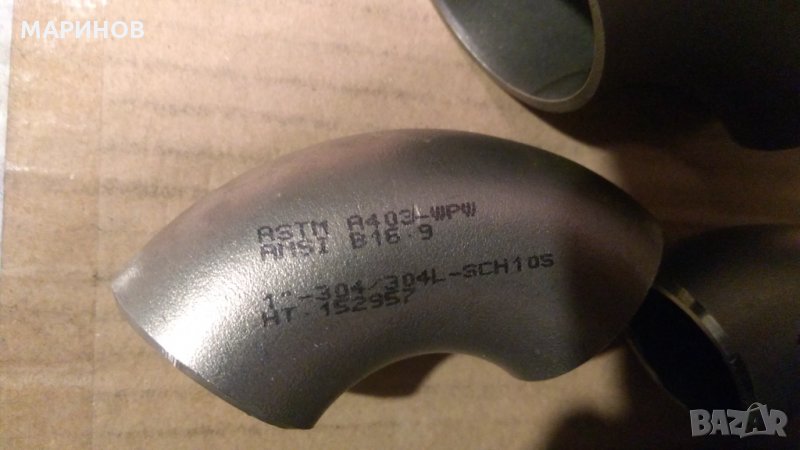 МАРИНОВ
ASTM A403-WPW
ANSI B16.9
1"-304/304L-SCH10S
HT.152957
BAZAR